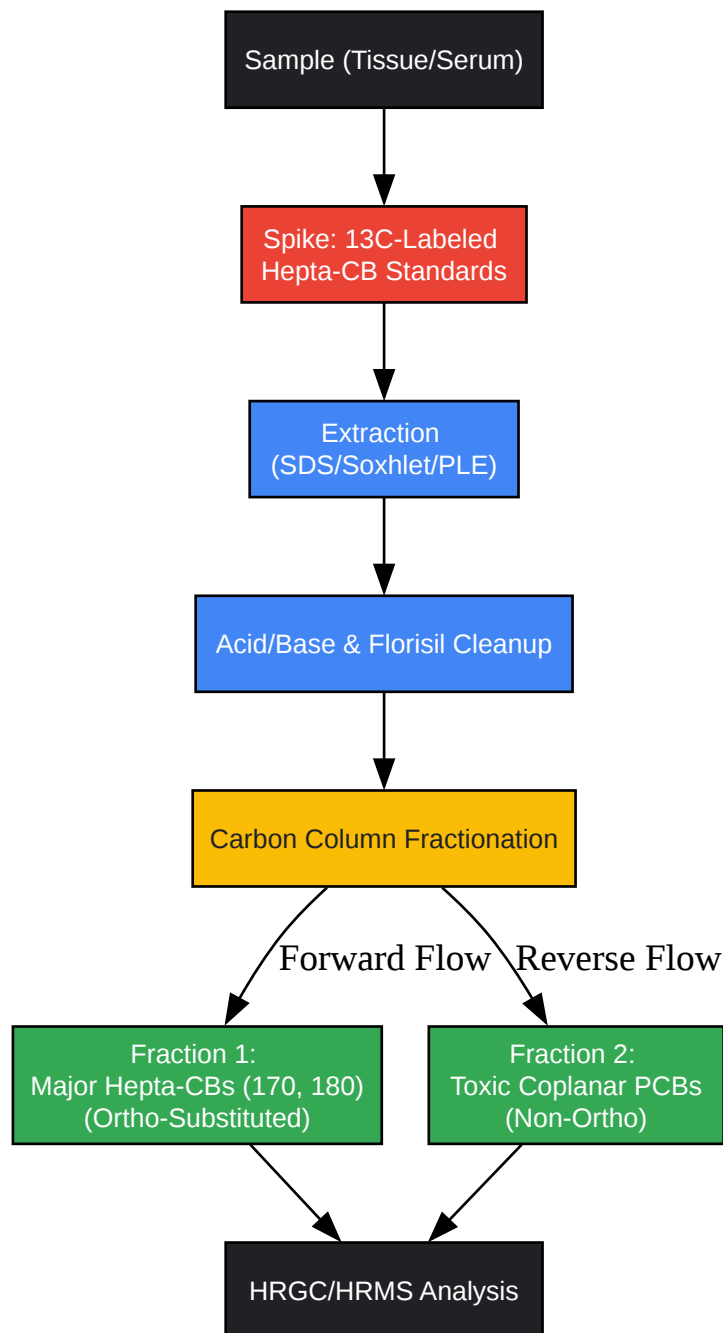 Sample (Tissue/Serum)
Spike: 13C-Labeled
Hepta-CB Standards
Extraction
(SDS/Soxhlet/PLE)
Acid/Base & Florisil Cleanup
Carbon Column Fractionation
Forward Flow
Reverse Flow
Fraction 1:
Major Hepta-CBs (170, 180)
(Ortho-Substituted)
Fraction 2:
Toxic Coplanar PCBs
(Non-Ortho)
HRGC/HRMS Analysis